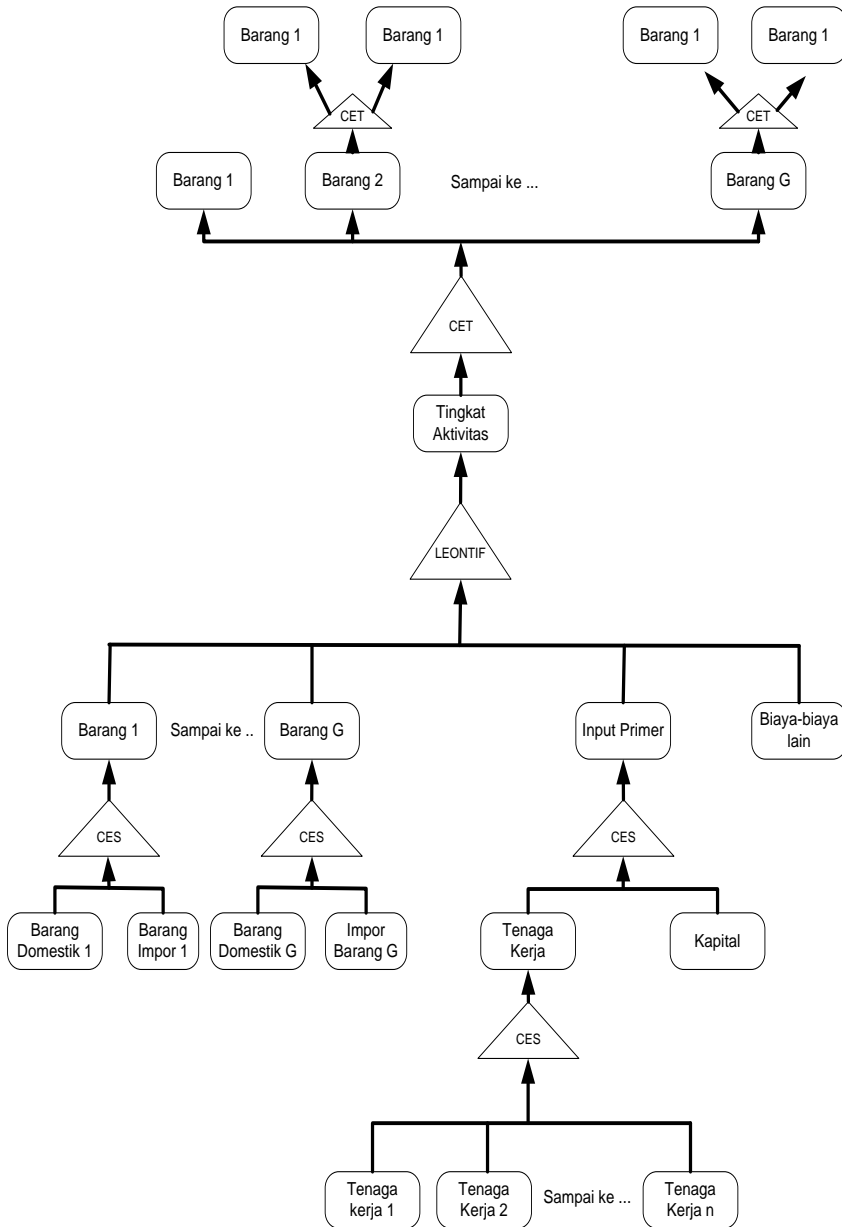 Barang 1
Barang 1
Barang 1
Barang 1
CET
CET
Barang 1
Barang 2
Sampai ke ...
Barang G
CET
Tingkat
Aktivitas
LEONTIF
Barang 1
Sampai ke ..
Barang G
Input Primer
Biaya-biaya
lain
CES
CES
CES
Barang
Domestik 1
Barang
Impor 1
Barang
Domestik G
Impor
Barang G
Tenaga
Kerja
Kapital
CES
Tenaga
kerja 1
Tenaga
Kerja 2
Sampai ke ...
Tenaga
Kerja n